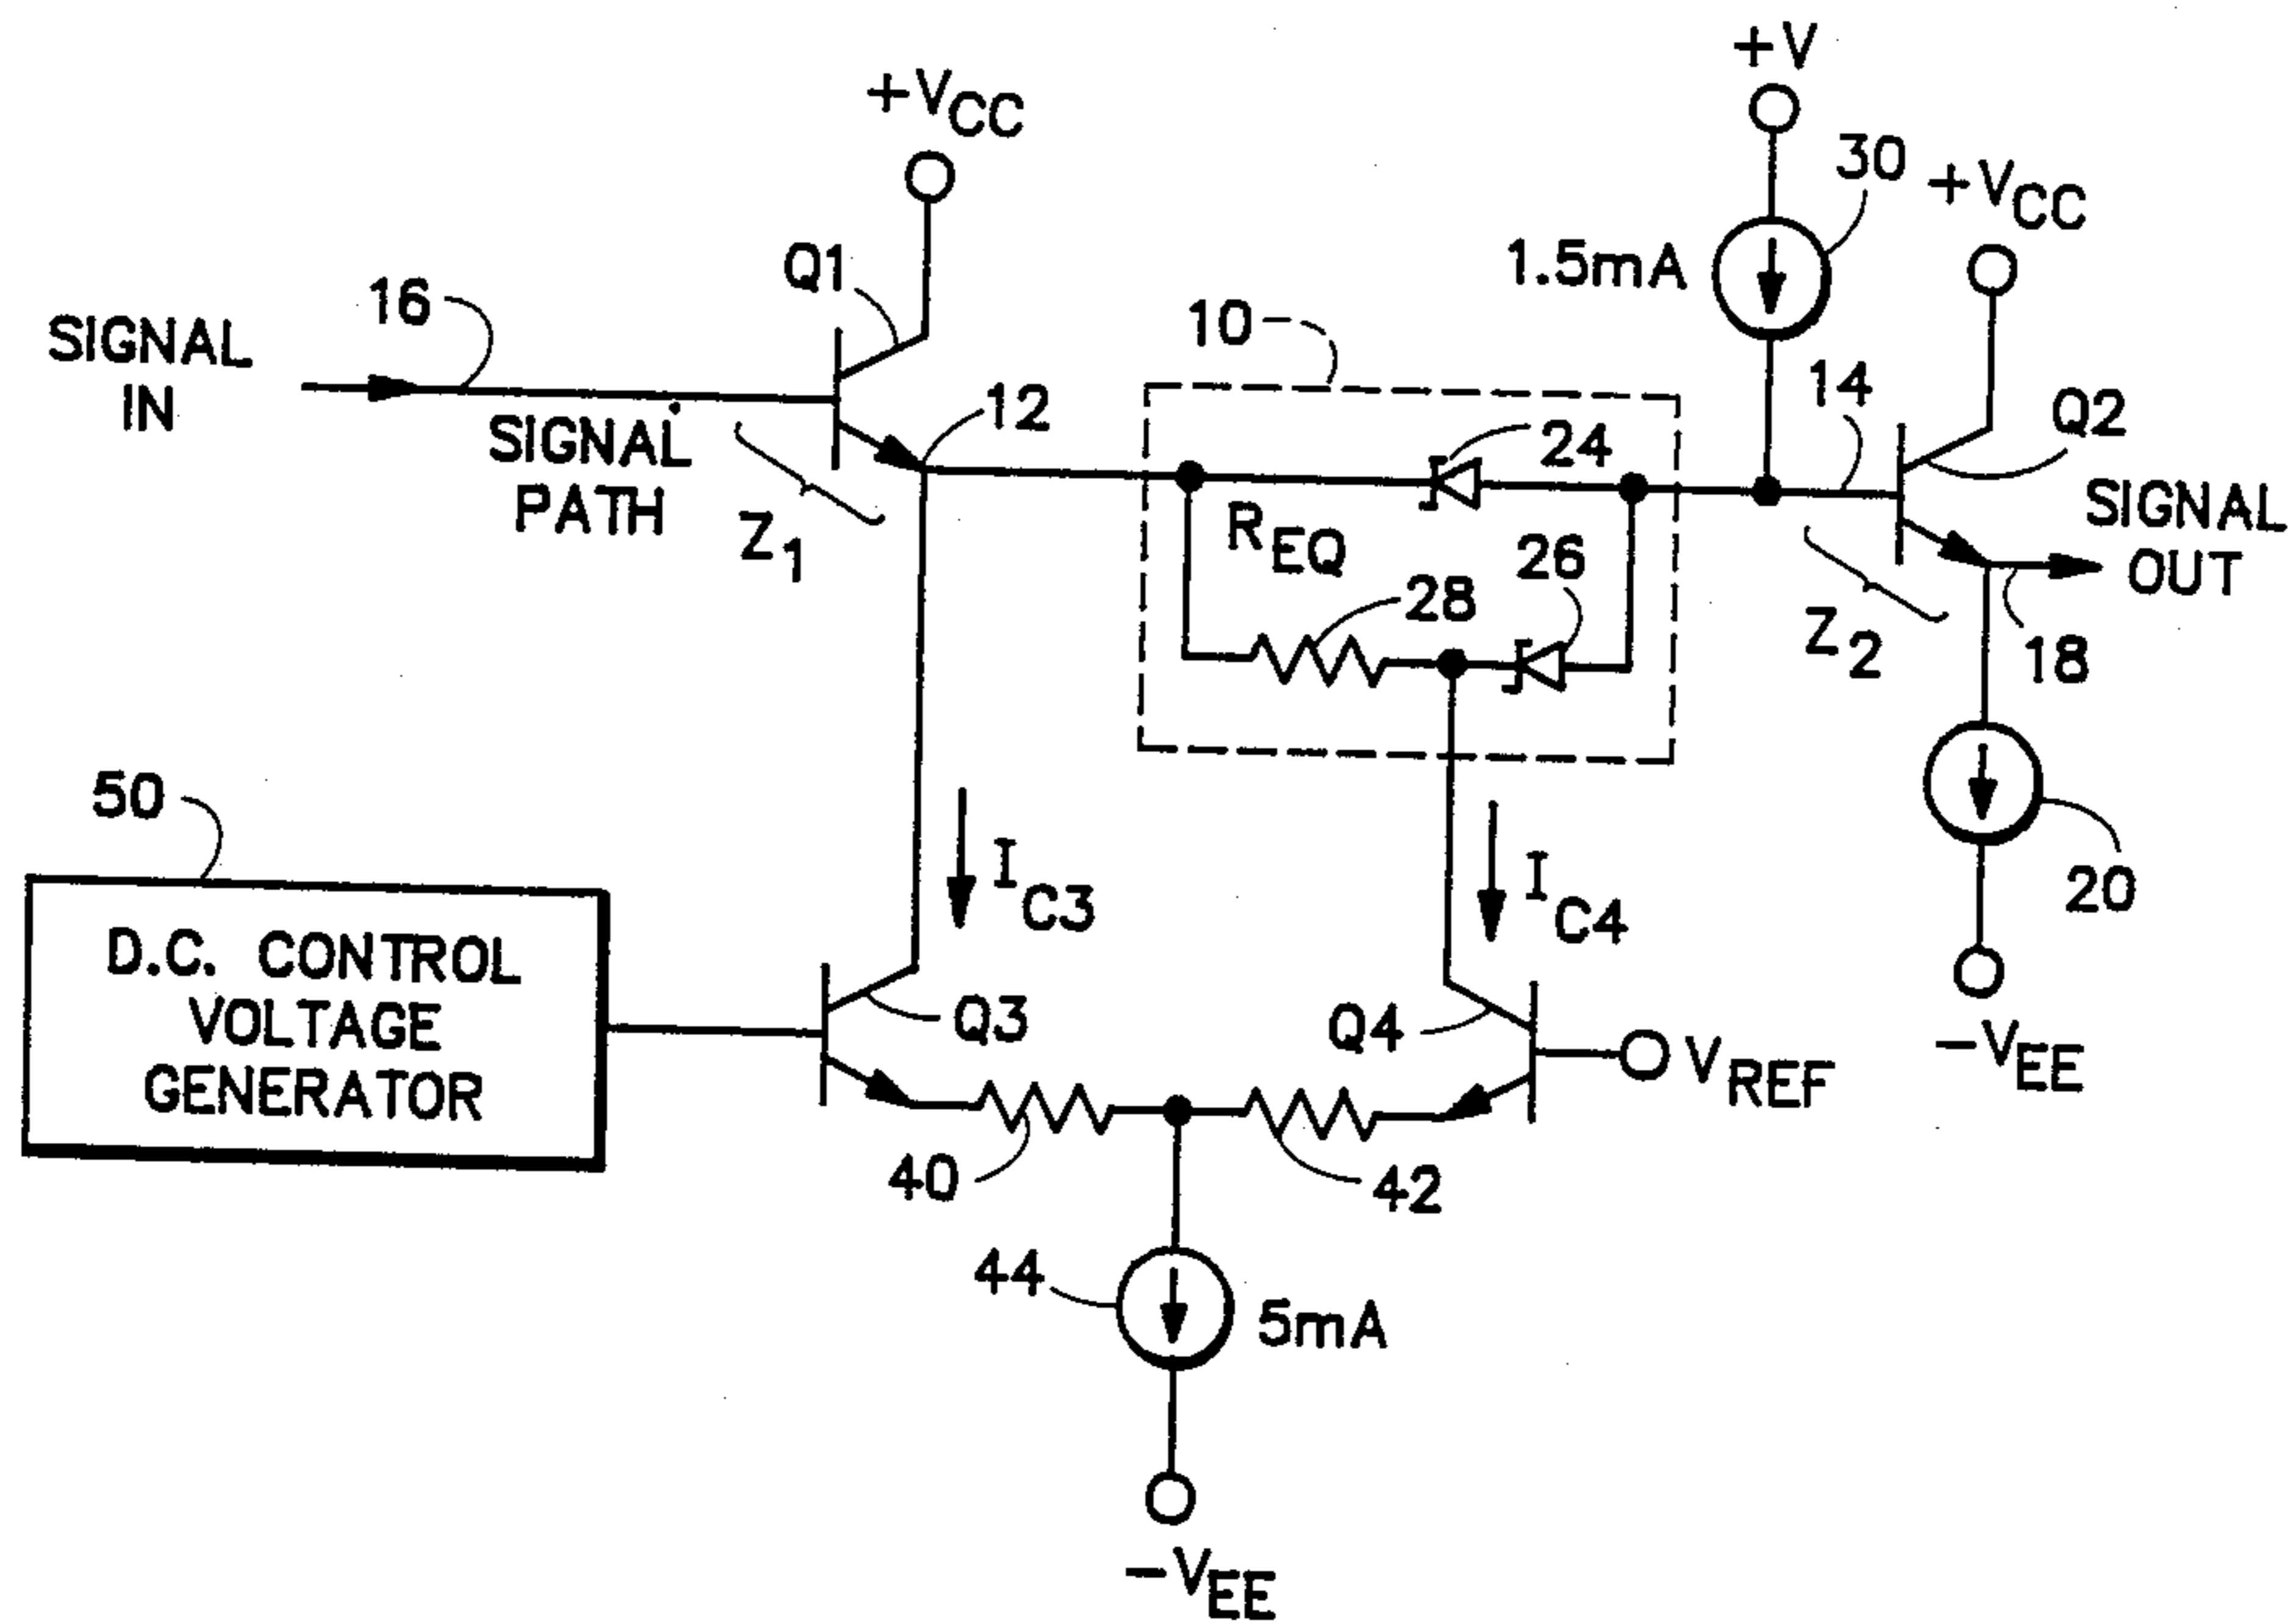 +V
+VCC
30
+VCC
1.5mA
Q1
16
10
SIGNAL
IN
14
Q2
12
24
SIGNAL
PATH
SIGNAL
OUT
REQ
26
Z1
28
Z2
18
50
IC3
IC4
20
D.C. CONTROL
VOLTAGE
GENERATOR
Q3
Q4
VREF
-VEE
40
42
44
5mA
-VEE